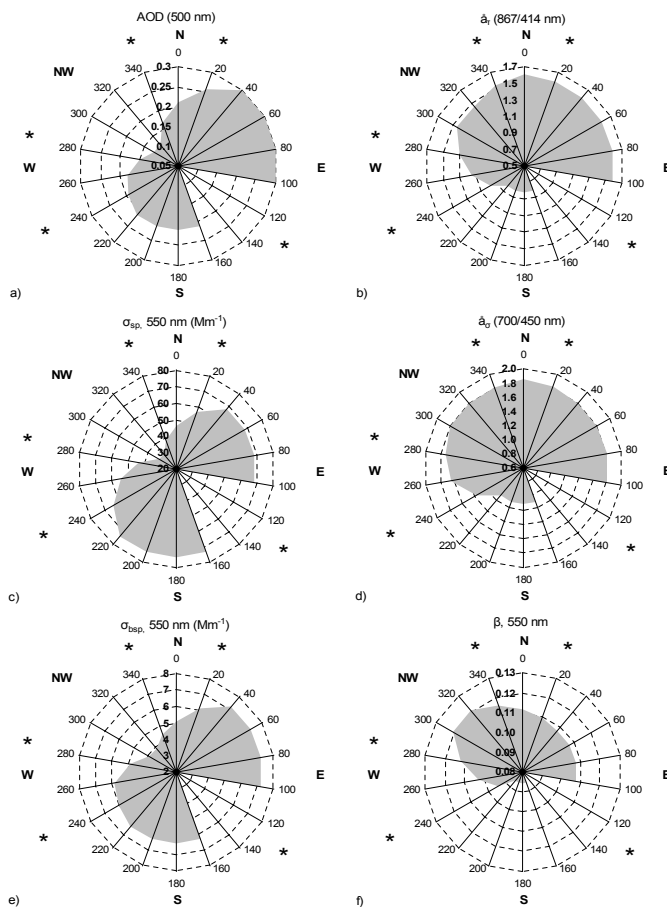 AOD (500 nm)
N
* *
340 0 20
NW 320 0.3 40
300 0.25 60
* 0.2
280 0.15 80
W 0.1 E
260 0.05 100
240 120
* 220 140 *
200 180 160
a) S
å_r (867/414 nm)
N
* *
340 0 20
NW 320 1.7 40
300 1.5 60
* 1.3
280 1.1 80
W 0.9 E
0.7
260 0.5 100
240 120
* 220 140 *
200 180 160
b) S
σ_sp, 550 nm (Mm⁻¹)
N
* *
340 0 20
NW 320 80 40
300 70 60
* 60
280 50 80
W 40 E
30
260 20 100
240 120
* 220 140 *
200 180 160
c) S
å_σ (700/450 nm)
N
* *
340 0 20
NW 320 2.0 40
300 1.8 60
* 1.6
280 1.4 80
W 1.2 E
1.0
0.8
260 0.6 100
240 120
* 220 140 *
200 180 160
d) S
σ_bsp, 550 nm (Mm⁻¹)
N
* *
340 0 20
NW 320 8 40
300 7 60
* 6
280 5 80
W 4 E
3
260 2 100
240 120
* 220 140 *
200 180 160
e) S
β, 550 nm
N
* *
340 0 20
NW 320 0.13 40
300 0.12 60
* 0.11
280 0.10 80
W 0.09 E
260 0.08 100
240 120
* 220 140 *
200 180 160
f) S